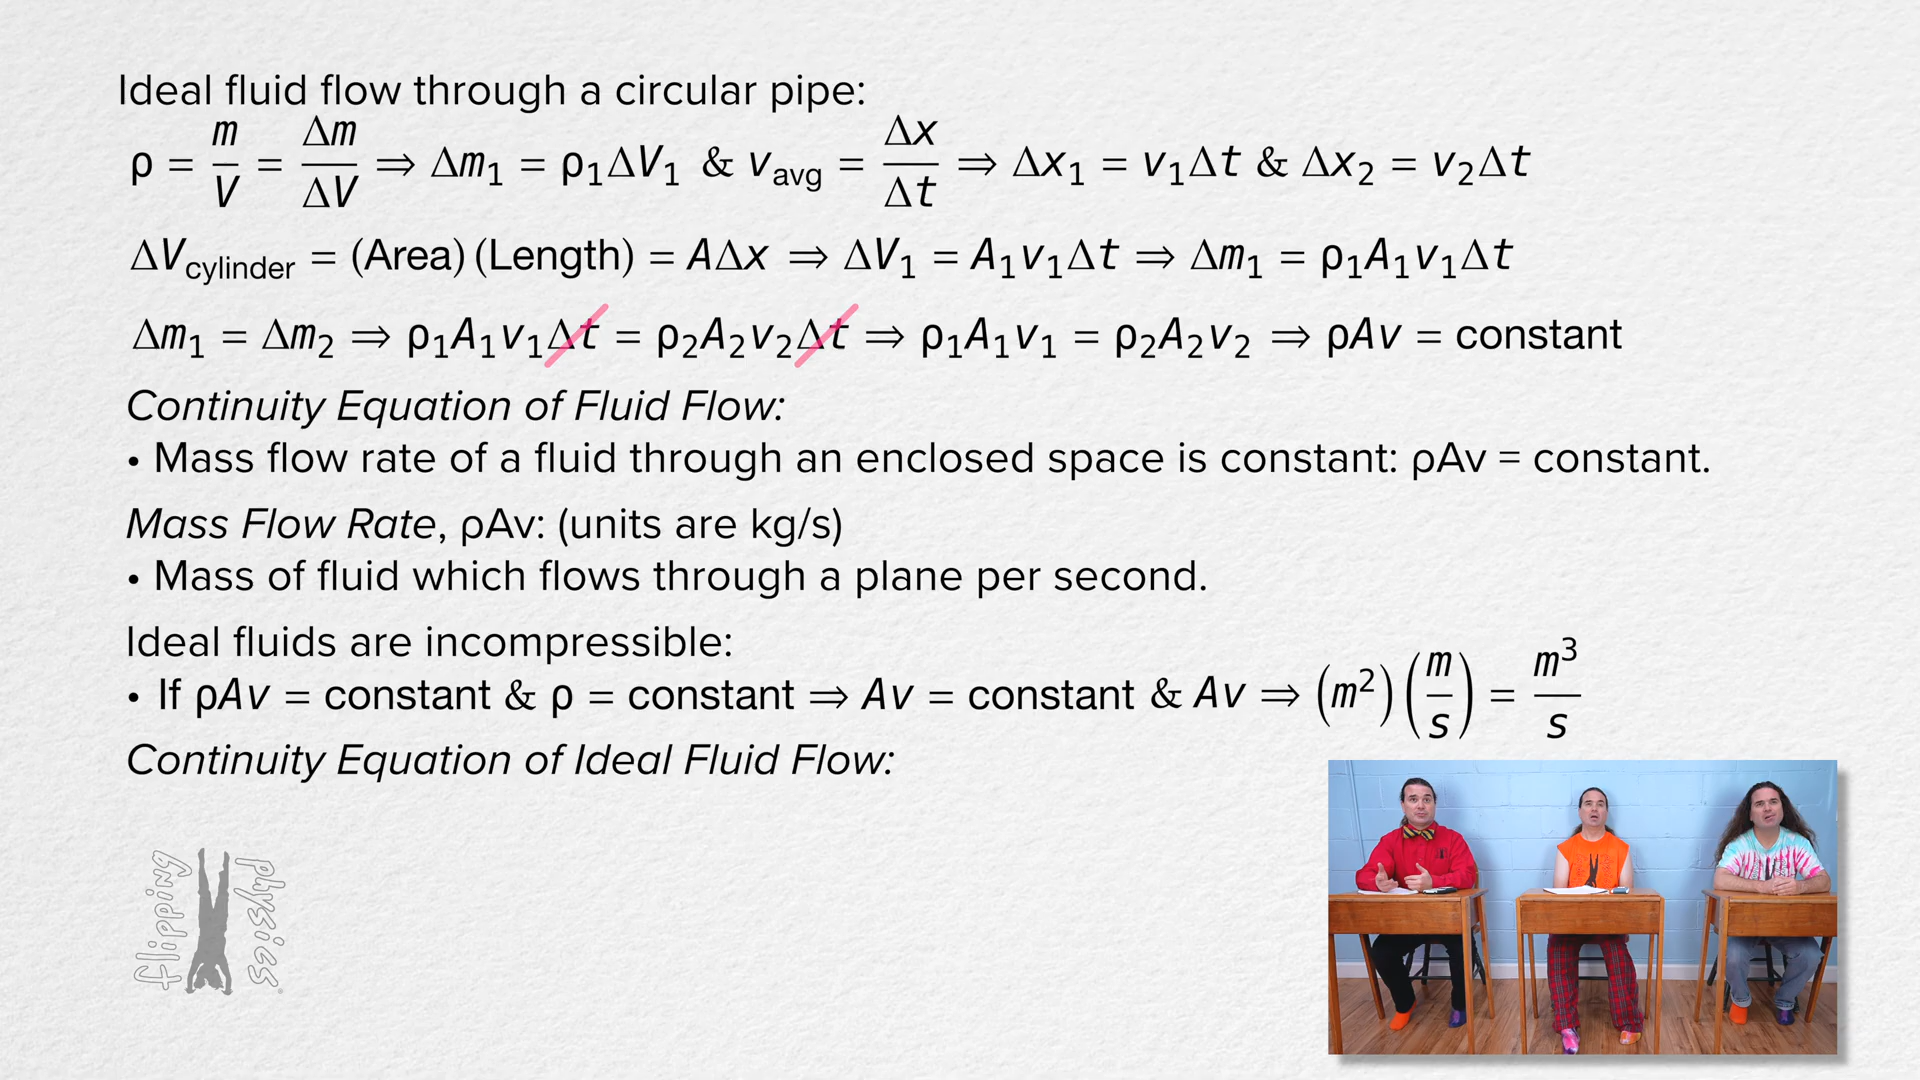 Ideal fluid flow through a circular pipe:
ρ = m/V = Δm/ΔV ⇒ Δm₁ = ρ₁ΔV₁ & v_avg = Δx/Δt ⇒ Δx₁ = v₁Δt & Δx₂ = v₂Δt
ΔV_cylinder = (Area)(Length) = AΔx ⇒ ΔV₁ = A₁v₁Δt ⇒ Δm₁ = ρ₁A₁v₁Δt
Δm₁ = Δm₂ ⇒ ρ₁A₁v₁Δt = ρ₂A₂v₂Δt ⇒ ρ₁A₁v₁ = ρ₂A₂v₂ ⇒ ρAv = constant
Continuity Equation of Fluid Flow:
• Mass flow rate of a fluid through an enclosed space is constant: ρAv = constant.
Mass Flow Rate, ρAv: (units are kg/s)
• Mass of fluid which flows through a plane per second.
Ideal fluids are incompressible:
• If ρAv = constant & ρ = constant ⇒ Av = constant & Av ⇒ (m²)(m/s) = m³/s
Continuity Equation of Ideal Fluid Flow:
flipping
physics